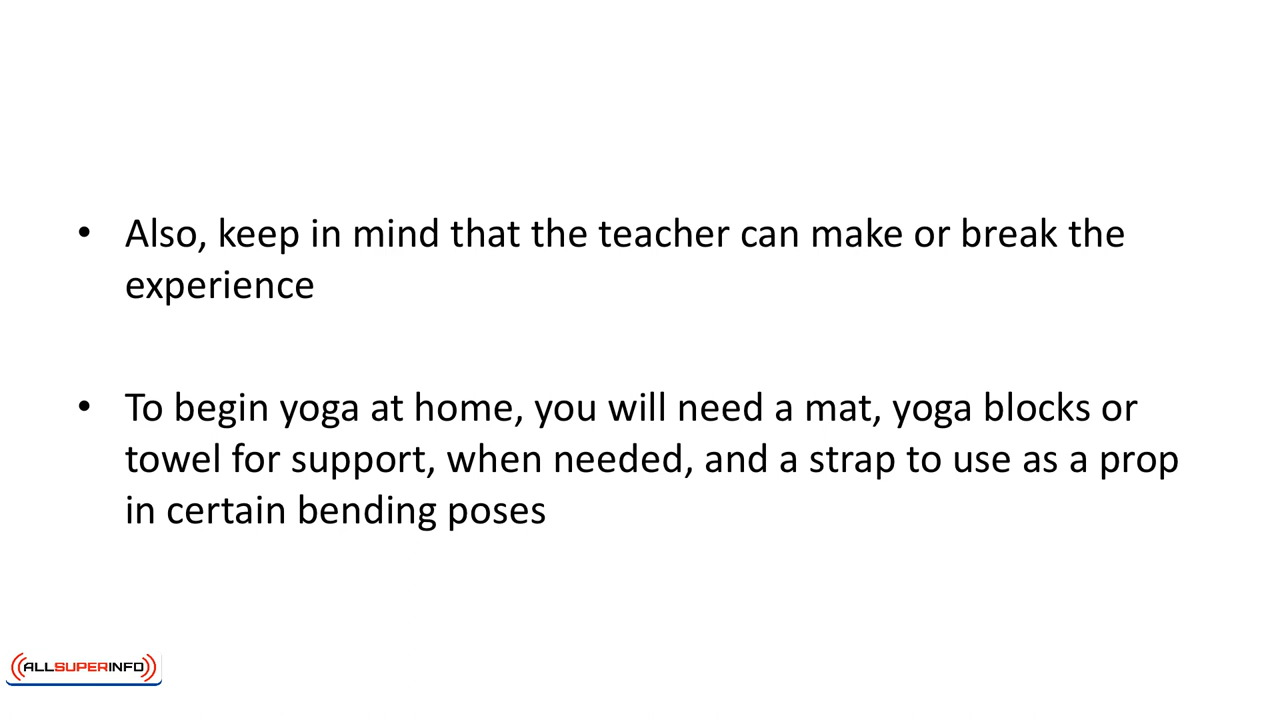 • Also, keep in mind that the teacher can make or break the
experience
• To begin yoga at home, you will need a mat, yoga blocks or
towel for support, when needed, and a strap to use as a prop
in certain bending poses
ALLSUPERINFO